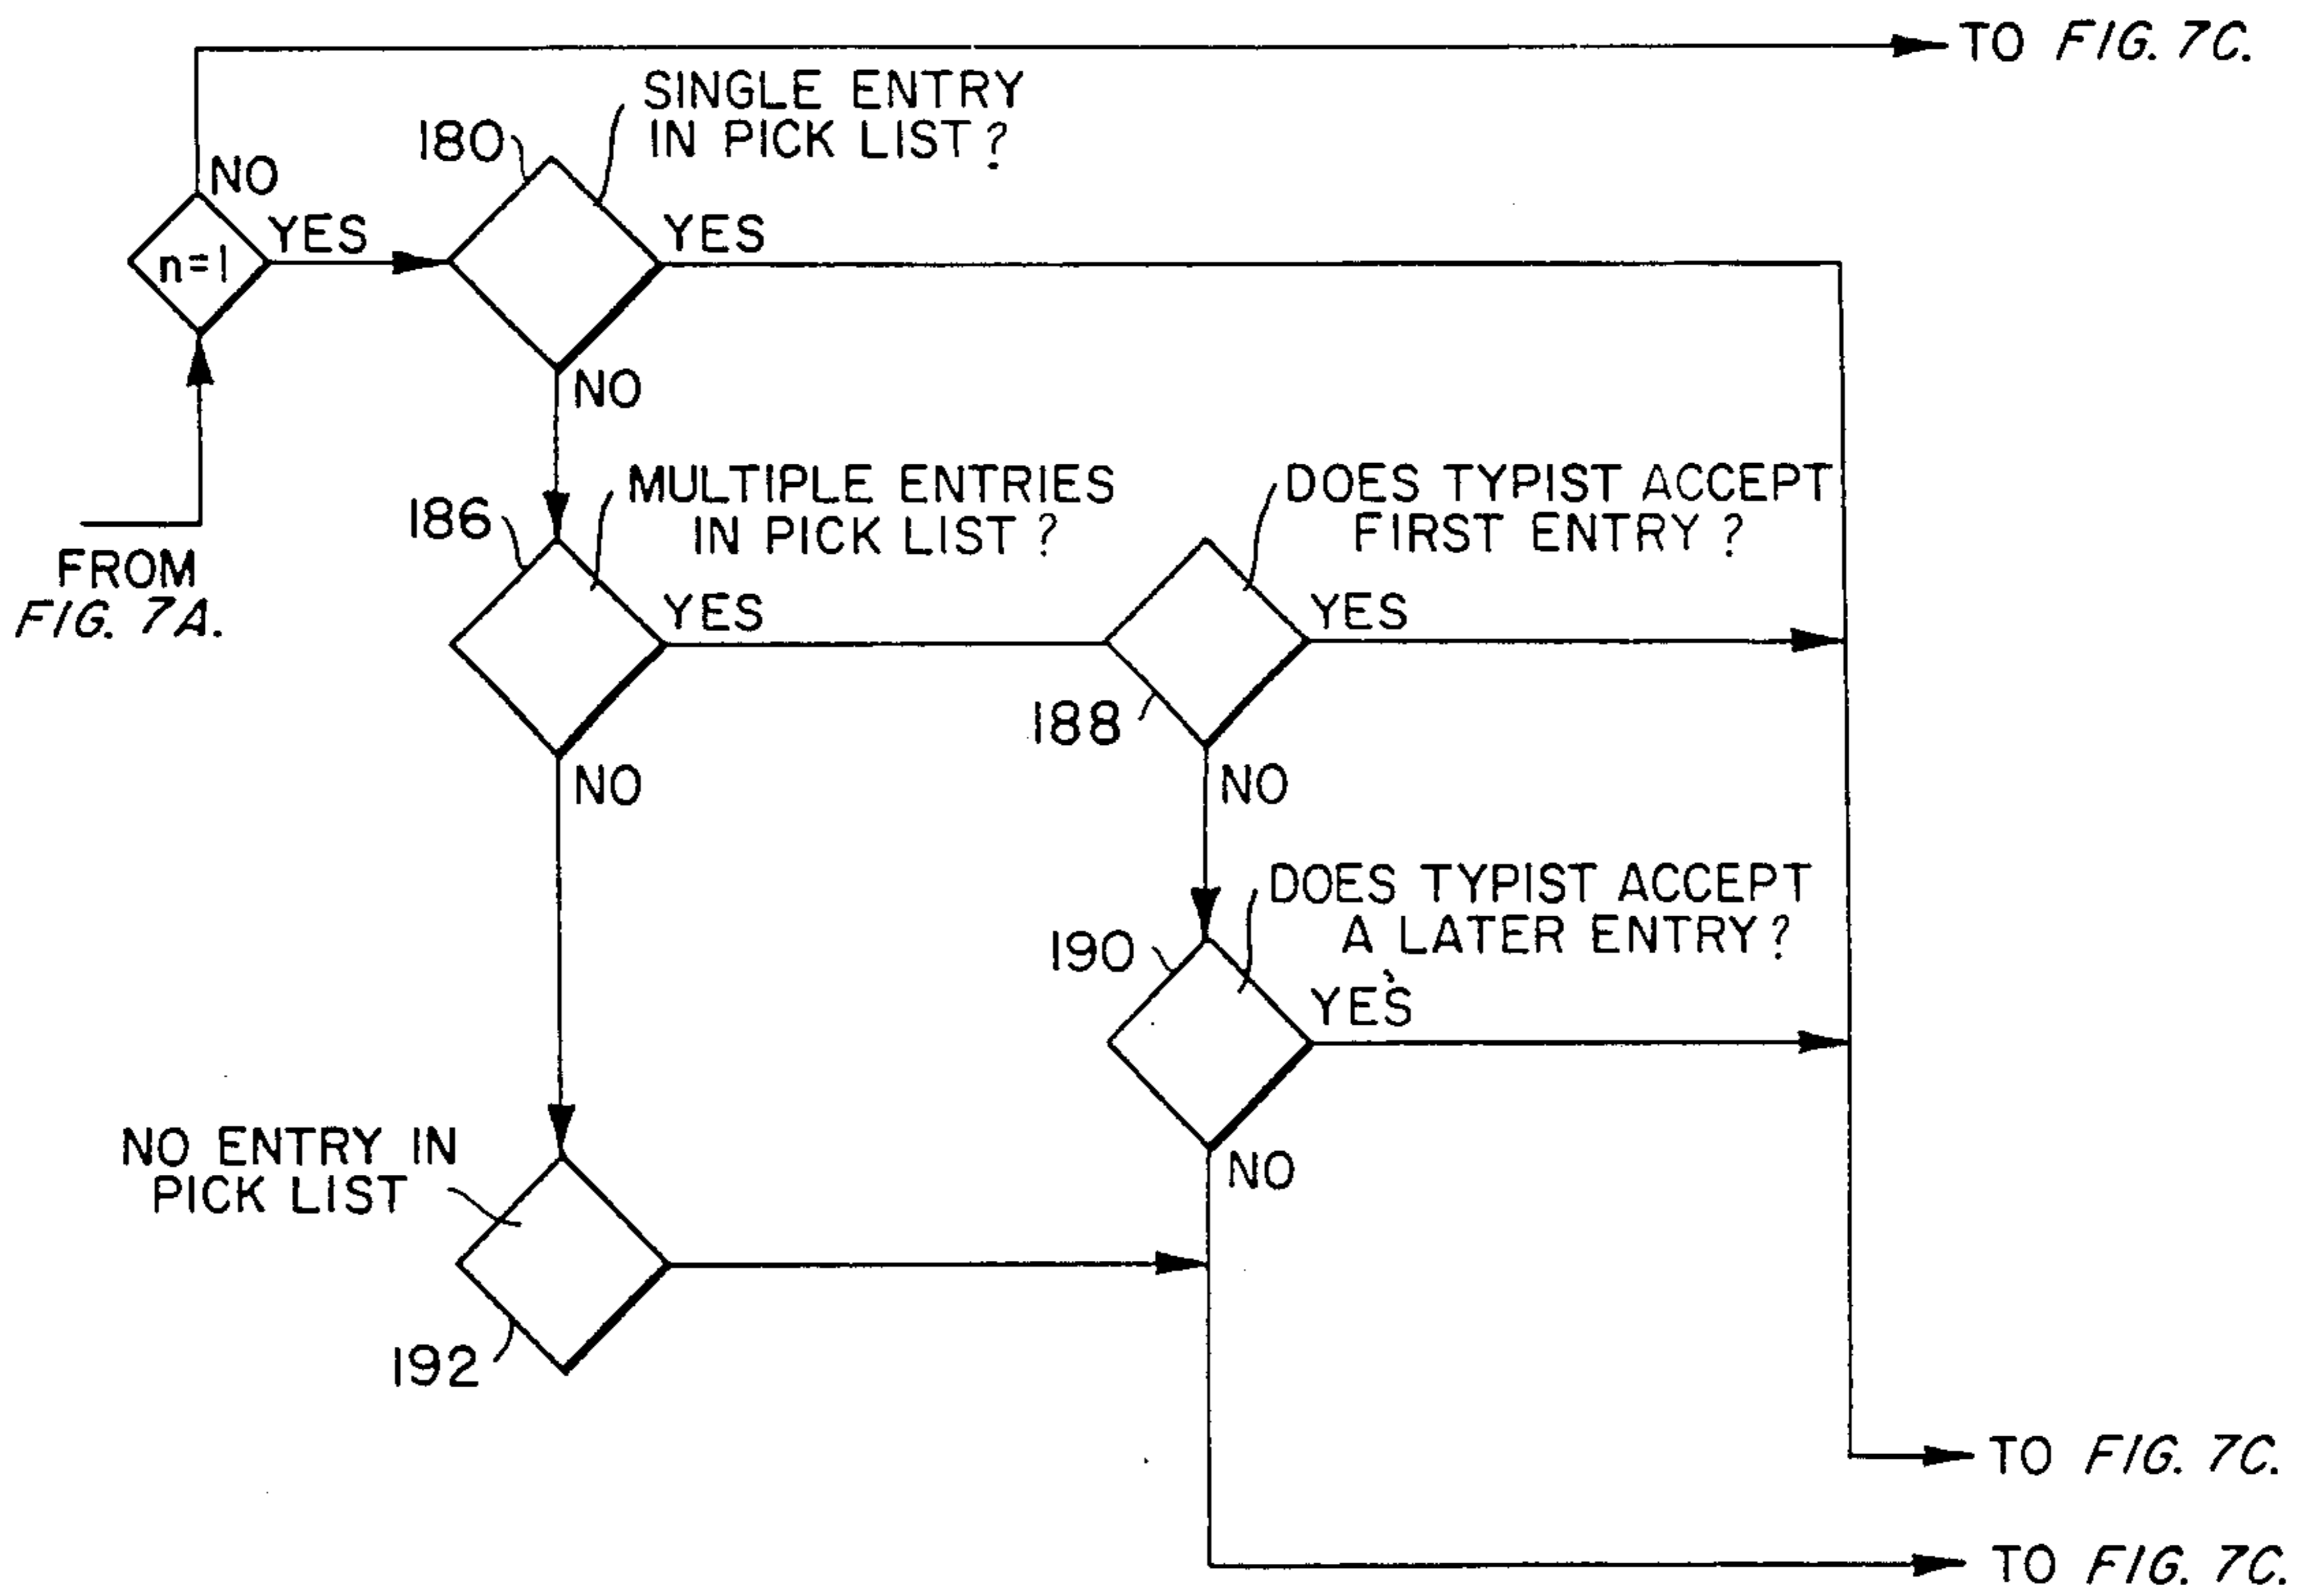 TO FIG. 7C.
SINGLE ENTRY
IN PICK LIST?
180
NO
YES
n=1
YES
NO
FROM
FIG. 7A.
MULTIPLE ENTRIES
IN PICK LIST?
186
YES
NO
DOES TYPIST ACCEPT
FIRST ENTRY?
YES
188
NO
DOES TYPIST ACCEPT
A LATER ENTRY?
190
YES
NO
NO ENTRY IN
PICK LIST
192
TO FIG. 7C.
TO FIG. 7C.